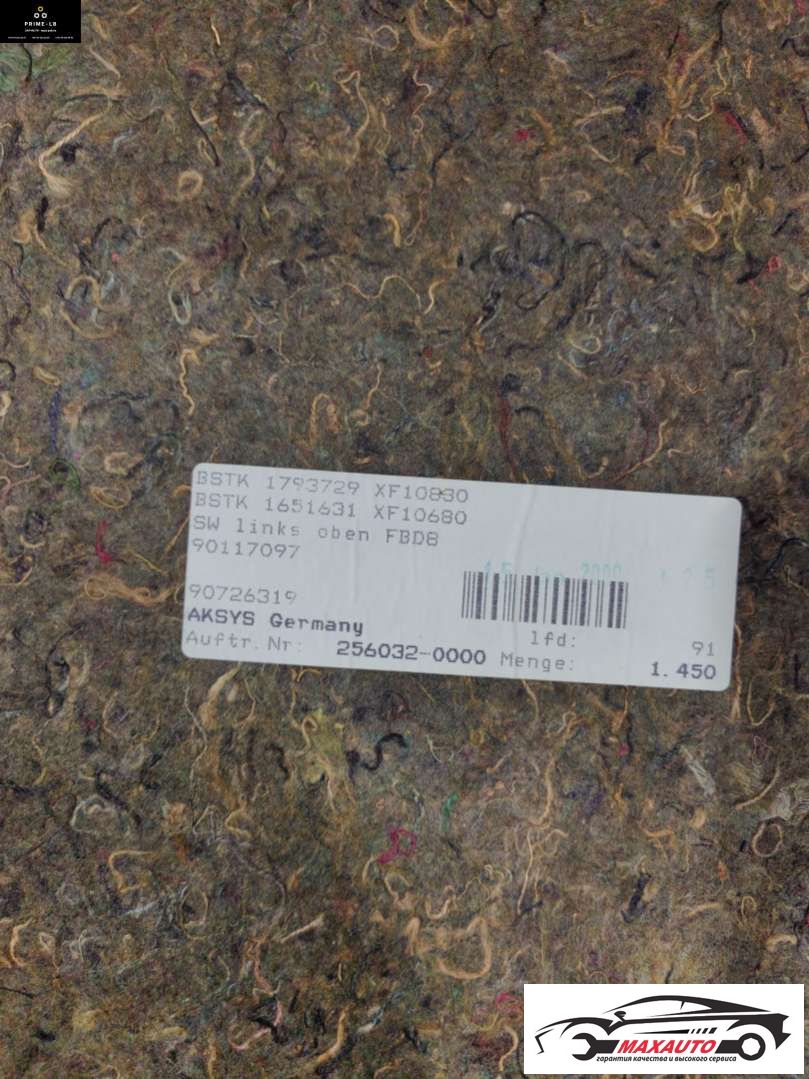 PRIME-LB
BSTK 1793729 XF10830
BSTK 1651631 XF10680
SW links oben FBD8
90117097
90726319
AKSYS Germany
lfd: 91
Auftr.Nr: 256032-0000 Menge: 1.450
MAXAUTO
гарантия качества и высокого сервиса